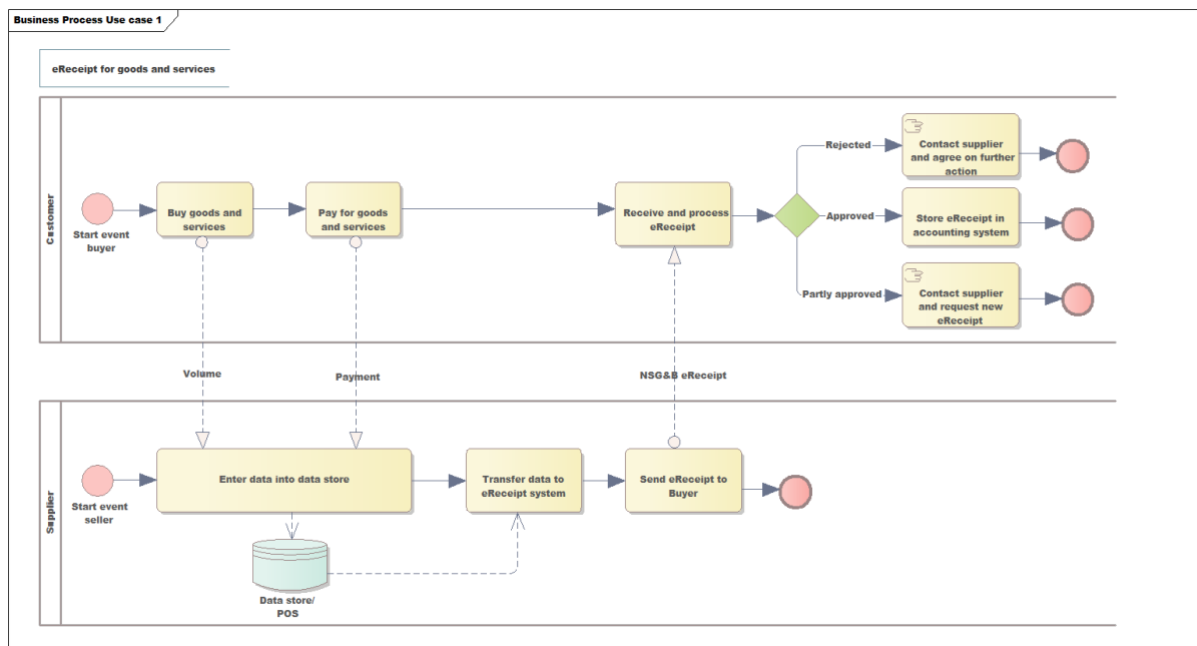 Business Process Use case 1
eReceipt for goods and services
Customer
Start event
buyer
Buy goods and
services
Pay for goods
and services
Receive and process
eReceipt
Rejected
Contact supplier
and agree on further
action
Approved
Store eReceipt in
accounting system
Partly approved
Contact supplier
and request new
eReceipt
Volume
Payment
NSG&B eReceipt
Supplier
Start event
seller
Enter data into data store
Transfer data to
eReceipt system
Send eReceipt to
Buyer
Data store/
POS